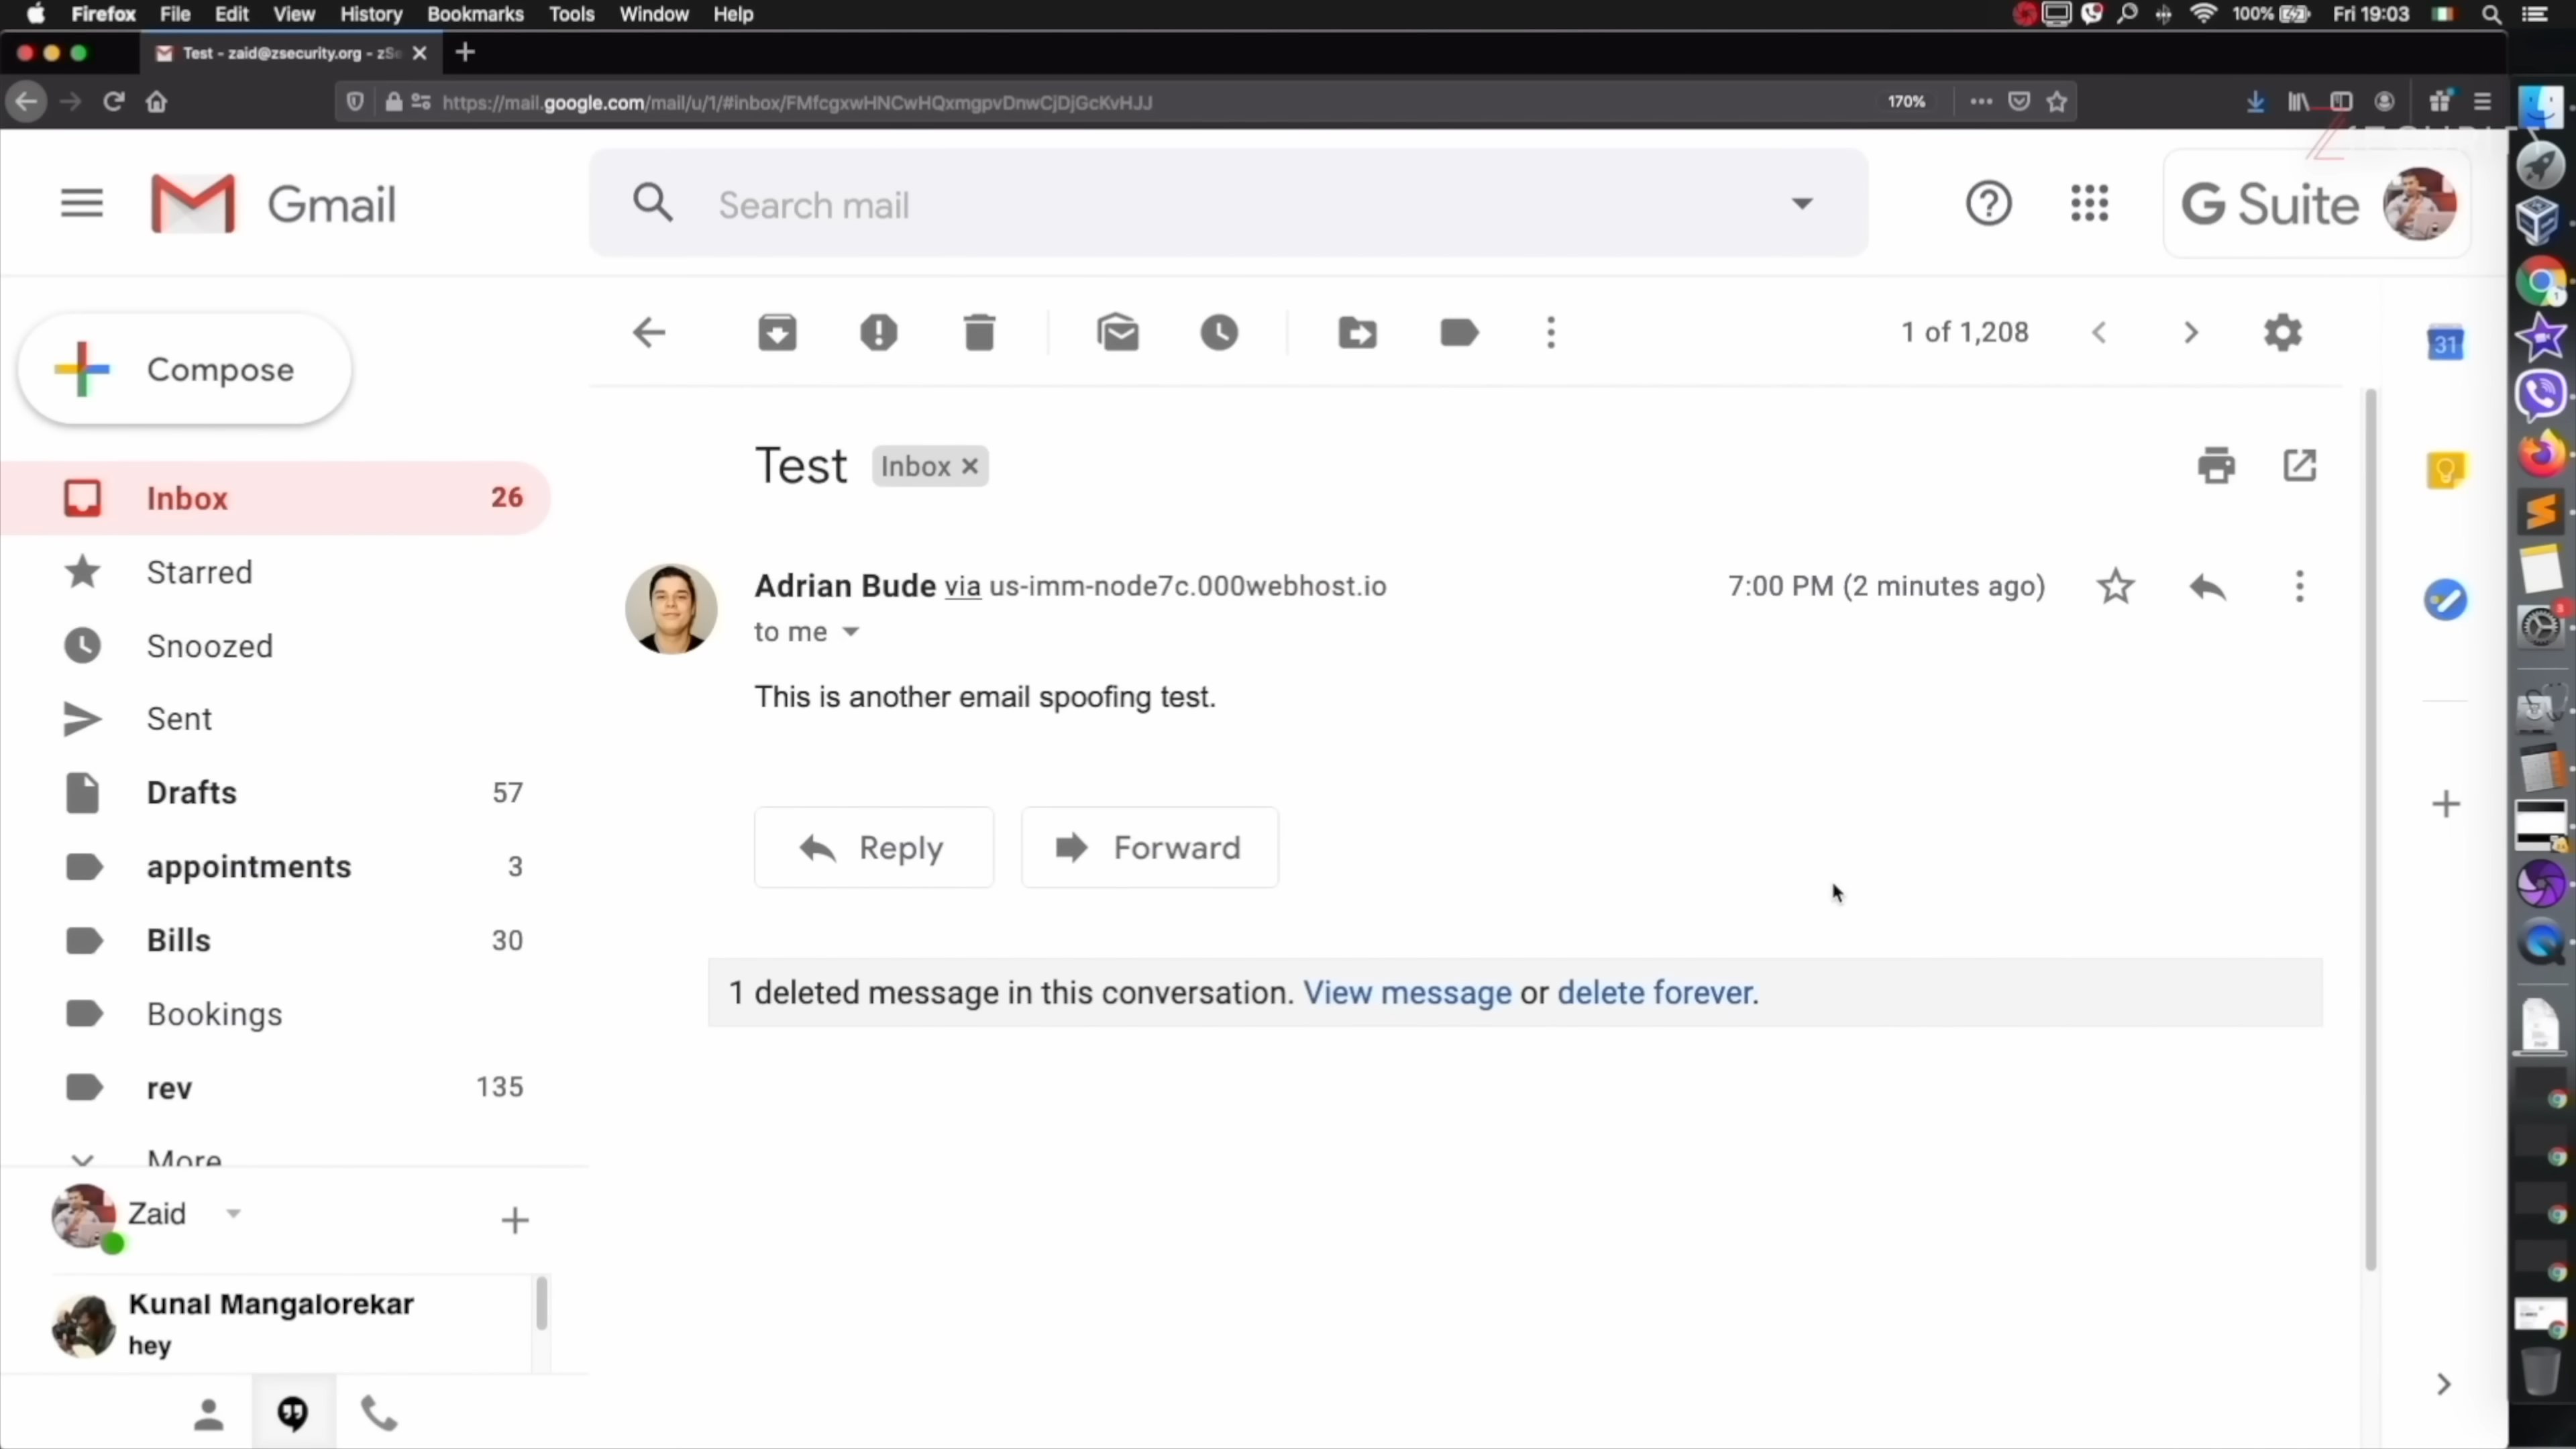 Firefox File Edit View History Bookmarks Tools Window Help
100% Fri 19:03
Test - zaid@zsecurity.org - zSe
https://mail.google.com/mail/u/1/#inbox/FMfcgxwHNCwHQxmgpvDnwCjDjGcKvHJJ
170%
Gmail
Search mail
G Suite
Compose
1 of 1,208
31
Test Inbox
Inbox 26
Starred
Snoozed
Sent
Drafts 57
appointments 3
Bills 30
Bookings
rev 135
More
Adrian Bude via us-imm-node7c.000webhost.io
7:00 PM (2 minutes ago)
to me
This is another email spoofing test.
Reply
Forward
1 deleted message in this conversation. View message or delete forever.
Zaid
Kunal Mangalorekar
hey